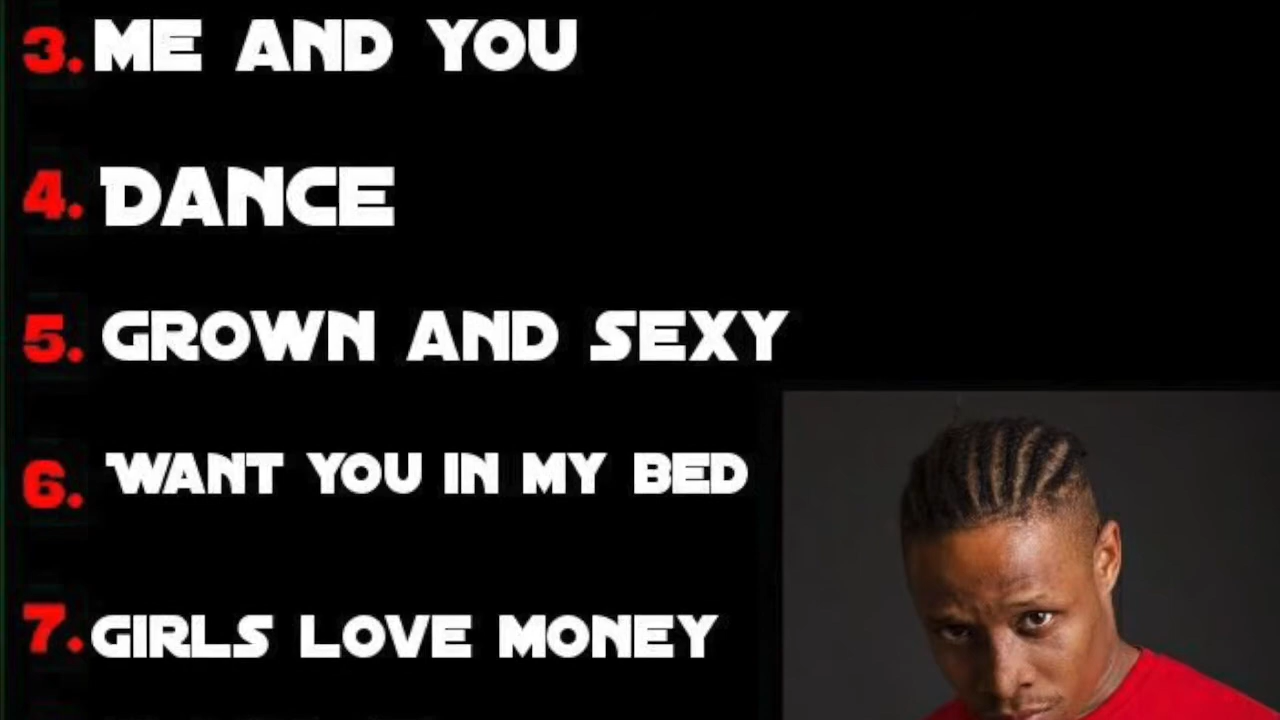 3. ME AND YOU
4. DANCE
5. GROWN AND SEXY
6. WANT YOU IN MY BED
7. GIRLS LOVE MONEY